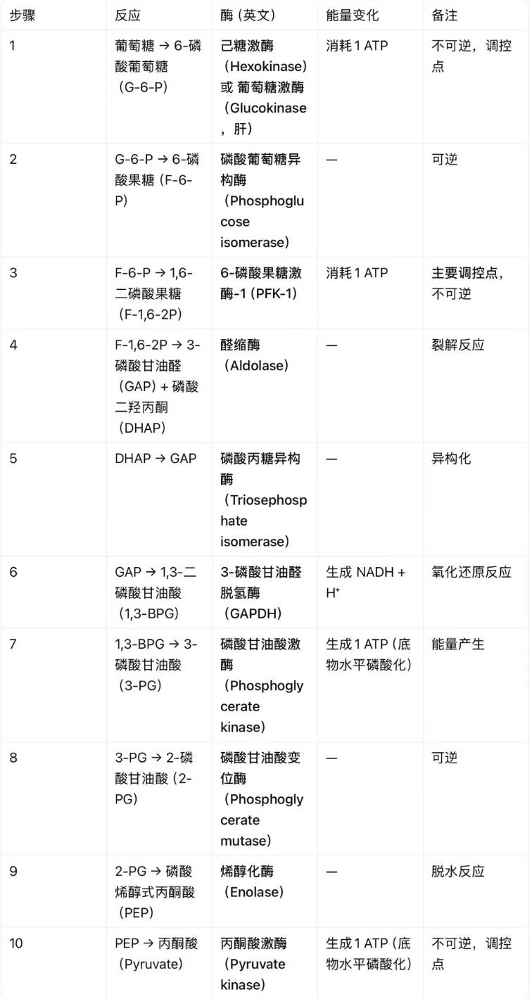 步骤 反应 酶 (英文) 能量变化 备注
1 葡萄糖 → 6-磷 己糖激酶 消耗 1 ATP 不可逆，调控
酸葡萄糖 （Hexokinase） 点
（G-6-P） 或 葡萄糖激酶
（Glucokinase
，肝）
2 G-6-P → 6-磷 磷酸葡萄糖异 — 可逆
酸果糖（F-6- 构酶
P） （Phosphoglu
cose
isomerase）
3 F-6-P → 1,6- 6-磷酸果糖激 消耗 1 ATP 主要调控点，
二磷酸果糖 酶-1（PFK-1） 不可逆
（F-1,6-2P）
4 F-1,6-2P → 3- 醛缩酶 — 裂解反应
磷酸甘油醛 （Aldolase）
（GAP）+ 磷酸
二羟丙酮
（DHAP）
5 DHAP → GAP 磷酸丙糖异构 — 异构化
酶
（Triosephosp
hate
isomerase）
6 GAP → 1,3-二 3-磷酸甘油醛 生成 NADH + 氧化还原反应
磷酸甘油酸 脱氢酶 H⁺
（1,3-BPG） （GAPDH）
7 1,3-BPG → 3- 磷酸甘油酸激 生成 1 ATP（底 能量产生
磷酸甘油酸 酶 物水平磷酸化）
（3-PG） （Phosphogly
cerate
kinase）
8 3-PG → 2-磷 磷酸甘油酸变 — 可逆
酸甘油酸（2- 位酶
PG） （Phosphogly
cerate
mutase）
9 2-PG → 磷酸 烯醇化酶 — 脱水反应
烯醇式丙酮酸 （Enolase）
（PEP）
10 PEP → 丙酮酸 丙酮酸激酶 生成 1 ATP（底 不可逆，调控
（Pyruvate） （Pyruvate 物水平磷酸化） 点
kinase）